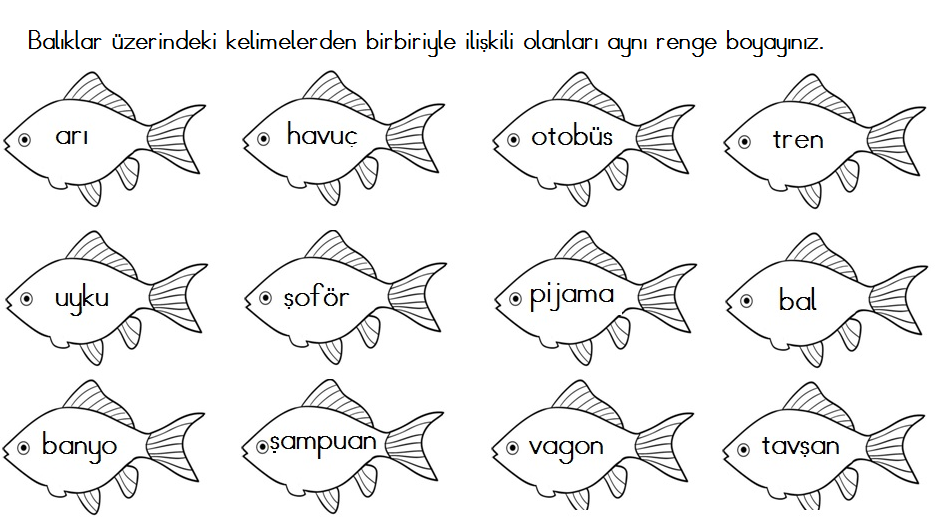 Balıklar üzerindeki kelimelerden birbiriyle ilişkili olanları aynı renge boyayınız.
arı havuç otobüs tren
uyku şoför pijama bal
banyo şampuan vagon tavşan